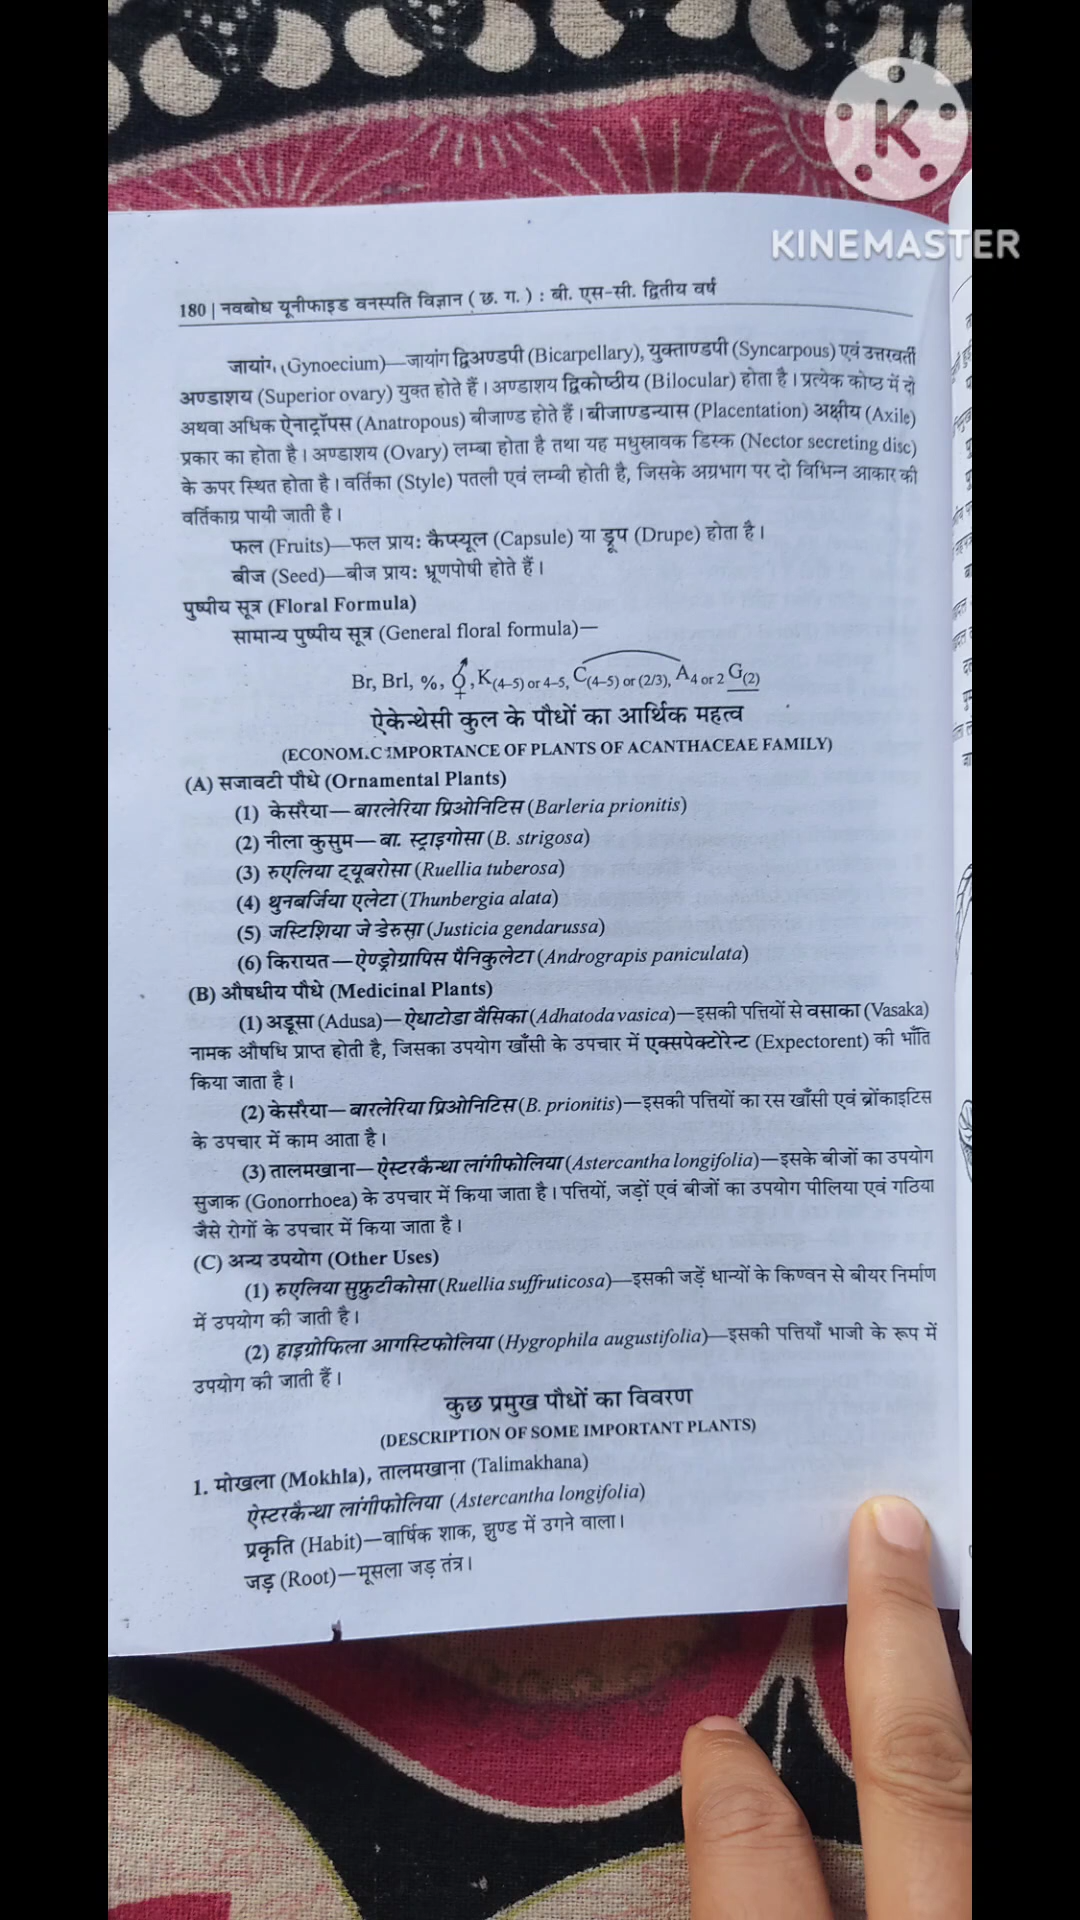 K
KINEMASTER
180 | नवबोध यूनीफाइड वनस्पति विज्ञान ( छ. ग. ) : बी. एस-सी. द्वितीय वर्ष
जायांग (Gynoecium)—जायांग द्विअण्डपी (Bicarpellary), युक्ताण्डपी (Syncarpous) एवं उत्तरवर्ती
अण्डाशय (Superior ovary) युक्त होते हैं। अण्डाशय द्विकोष्ठीय (Bilocular) होता है। प्रत्येक कोष्ठ में दो
अथवा अधिक ऐनाट्रॉपस (Anatropous) बीजाण्ड होते हैं। बीजाण्डन्यास (Placentation) अक्षीय (Axile)
प्रकार का होता है। अण्डाशय (Ovary) लम्बा होता है तथा यह मधुस्रावक डिस्क (Nector secreting disc)
के ऊपर स्थित होता है। वर्तिका (Style) पतली एवं लम्बी होती है, जिसके अग्रभाग पर दो विभिन्न आकार की
वर्तिकाग्र पायी जाती है।
फल (Fruits)—फल प्रायः कैप्स्यूल (Capsule) या ड्रूप (Drupe) होता है।
बीज (Seed)—बीज प्रायः भ्रूणपोषी होते हैं।
पुष्पीय सूत्र (Floral Formula)
सामान्य पुष्पीय सूत्र (General floral formula)—
Br, Brl, %, ⚥, K(4–5) or 4–5, C(4–5) or (2/3), A4 or 2 G(2)
ऐकेन्थेसी कुल के पौधों का आर्थिक महत्व
(ECONOM.C IMPORTANCE OF PLANTS OF ACANTHACEAE FAMILY)
(A) सजावटी पौधे (Ornamental Plants)
(1) केसरैया—बारलेरिया प्रिओनिटिस (Barleria prionitis)
(2) नीला कुसुम—बा. स्ट्राइगोसा (B. strigosa)
(3) रुएलिया ट्यूबरोसा (Ruellia tuberosa)
(4) थुनबर्जिया एलेटा (Thunbergia alata)
(5) जस्टिशिया जे डेरुसा (Justicia gendarussa)
(6) किरायत—ऐण्ड्रोग्रापिस पैनिकुलेटा (Andrograpis paniculata)
(B) औषधीय पौधे (Medicinal Plants)
(1) अडूसा (Adusa)—ऐधाटोडा वैसिका (Adhatoda vasica)—इसकी पत्तियों से वसाका (Vasaka)
नामक औषधि प्राप्त होती है, जिसका उपयोग खाँसी के उपचार में एक्सपेक्टोरेन्ट (Expectorent) की भाँति
किया जाता है।
(2) केसरैया—बारलेरिया प्रिओनिटिस (B. prionitis)—इसकी पत्तियों का रस खाँसी एवं ब्रोंकाइटिस
के उपचार में काम आता है।
(3) तालमखाना—ऐस्टरकैन्था लांगीफोलिया (Astercantha longifolia)—इसके बीजों का उपयोग
सुजाक (Gonorrhoea) के उपचार में किया जाता है। पत्तियों, जड़ों एवं बीजों का उपयोग पीलिया एवं गठिया
जैसे रोगों के उपचार में किया जाता है।
(C) अन्य उपयोग (Other Uses)
(1) रुएलिया सुफ्रुटीकोसा (Ruellia suffruticosa)—इसकी जड़ें धान्यों के किण्वन से बीयर निर्माण
में उपयोग की जाती है।
(2) हाइग्रोफिला आगस्टिफोलिया (Hygrophila augustifolia)—इसकी पत्तियाँ भाजी के रूप में
उपयोग की जाती हैं।
कुछ प्रमुख पौधों का विवरण
(DESCRIPTION OF SOME IMPORTANT PLANTS)
1. मोखला (Mokhla), तालमखाना (Talimakhana)
ऐस्टरकैन्था लांगीफोलिया (Astercantha longifolia)
प्रकृति (Habit)—वार्षिक शाक, झुण्ड में उगने वाला।
जड़ (Root)—मूसला जड़ तंत्र।